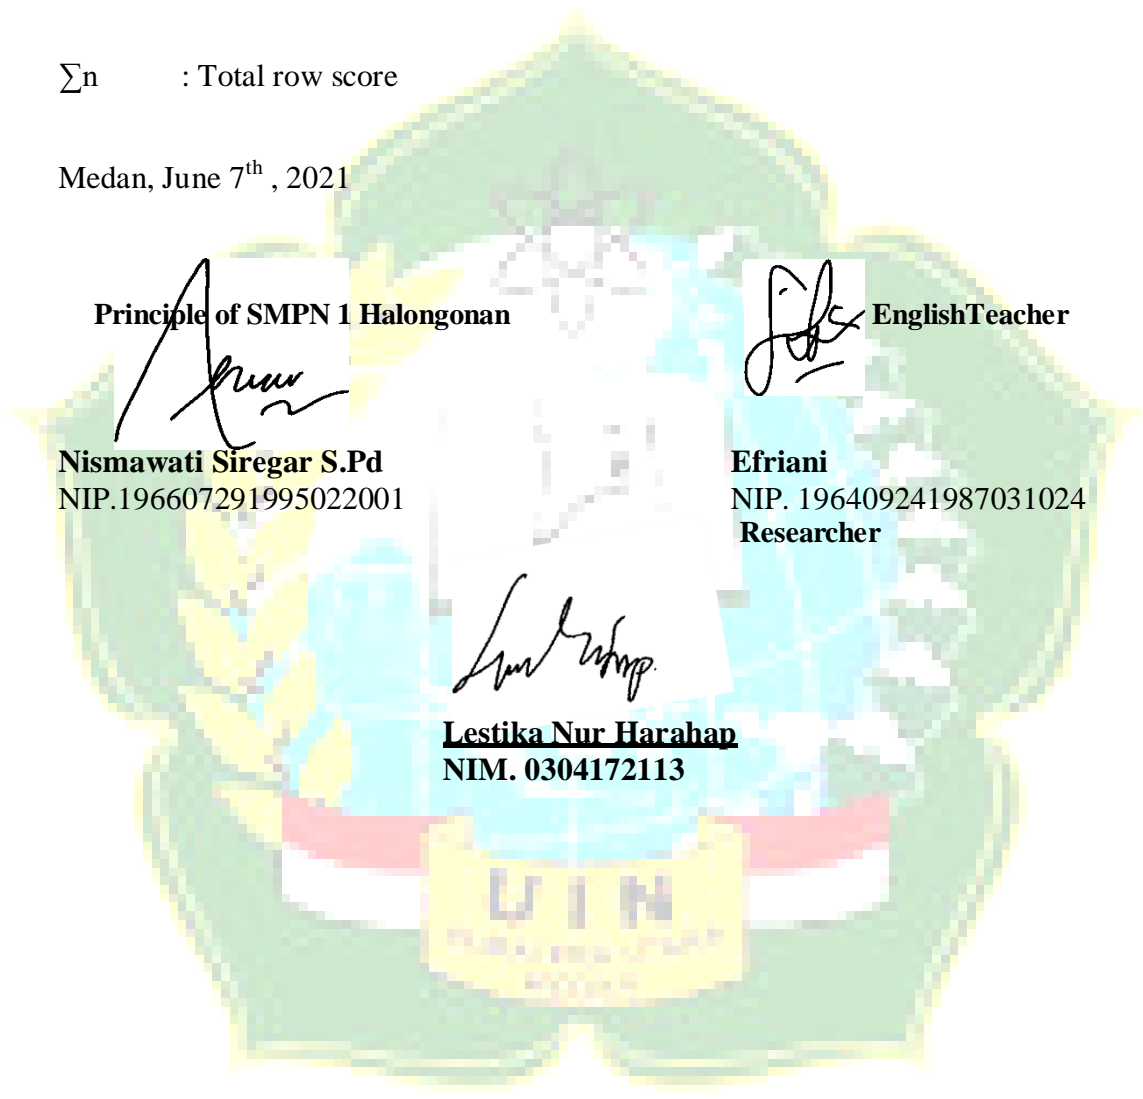 ∑n : Total row score
Medan, June 7th , 2021
Principle of SMPN 1 Halongonan
EnglishTeacher
Nismawati Siregar S.Pd
NIP.196607291995022001
Efriani
NIP. 196409241987031024
Researcher
Lestika Nur Harahap
NIM. 0304172113
UIN